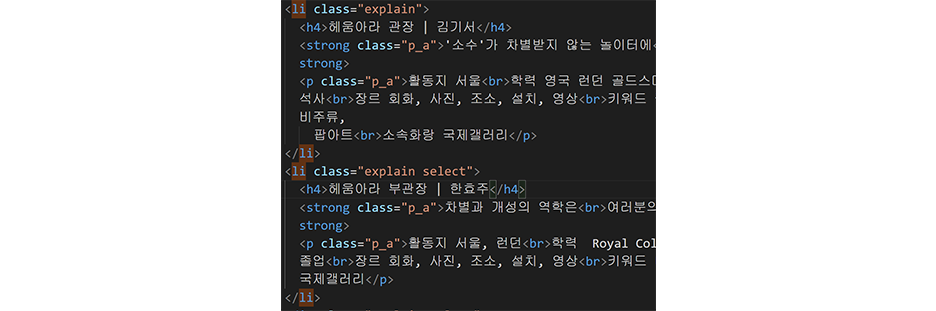 <li class="explain">
<h4>헤움아라 관장 | 김기서</h4>
<strong class="p_a">'소수'가 차별받지 않는 놀이터에<
strong>
<p class="p_a">활동지 서울<br>학력 영국 런던 골드스
석사<br>장르 회화, 사진, 조소, 설치, 영상<br>키워드
비주류,
팝아트<br>소속화랑 국제갤러리</p>
</li>
<li class="explain select">
<h4>헤움아라 부관장 | 한효주</h4>
<strong class="p_a">차별과 개성의 역학은<br>여러분의
strong>
<p class="p_a">활동지 서울, 런던<br>학력  Royal Col
졸업<br>장르 회화, 사진, 조소, 설치, 영상<br>키워드
국제갤러리</p>
</li>